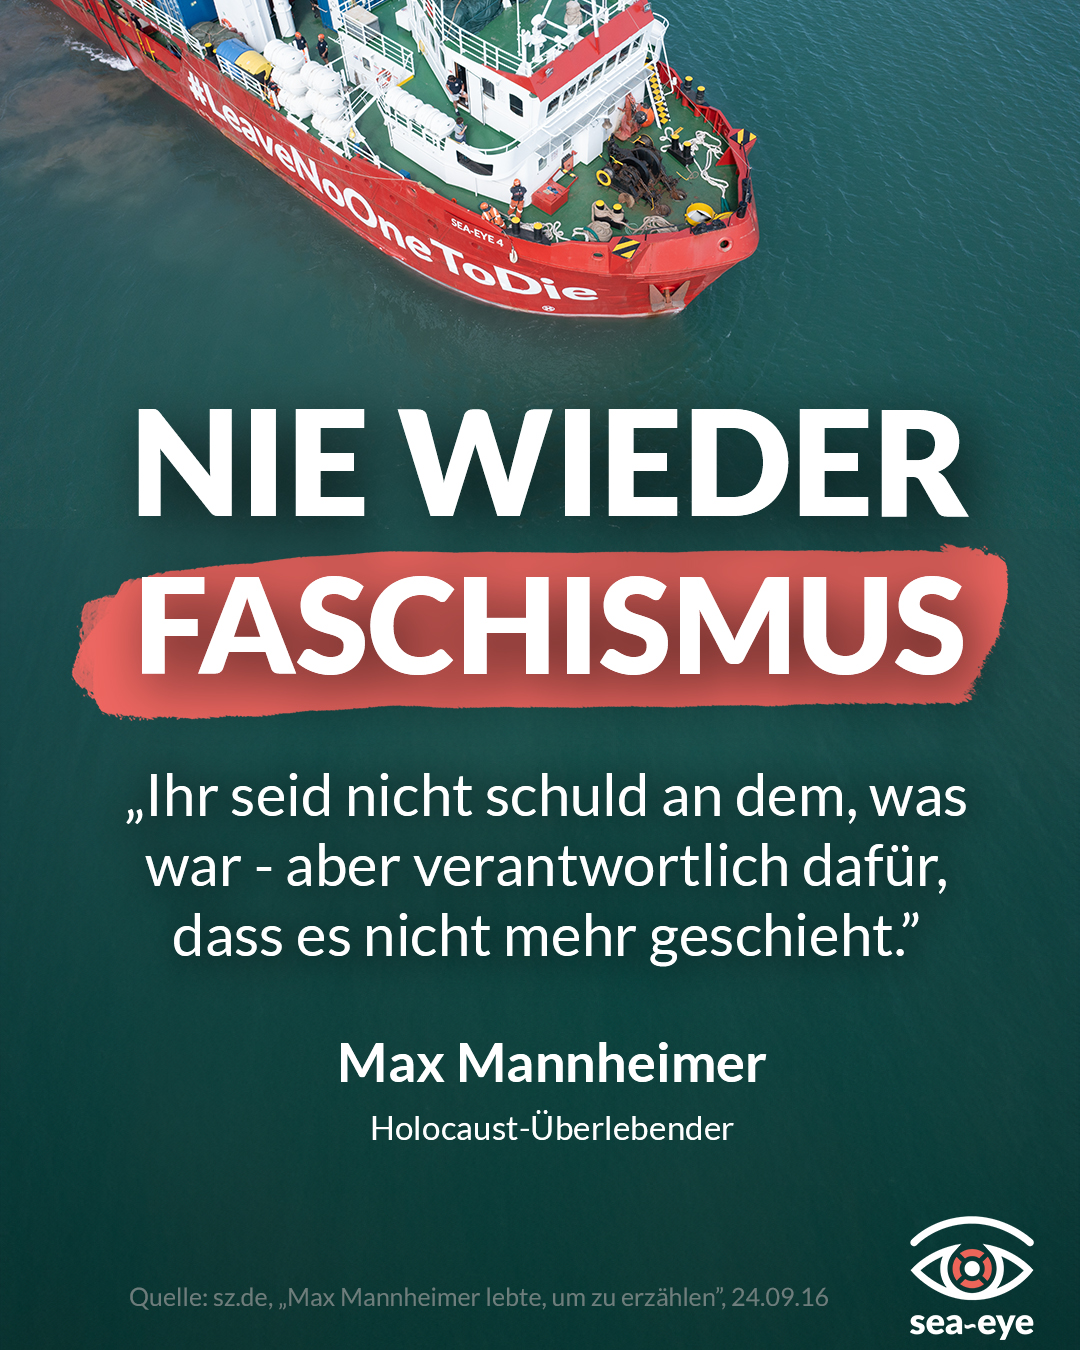 #LeaveNoOneToDie
SEA-EYE 4
NIE WIEDER
FASCHISMUS
„Ihr seid nicht schuld an dem, was
war - aber verantwortlich dafür,
dass es nicht mehr geschieht.”
Max Mannheimer
Holocaust-Überlebender
Quelle: sz.de, „Max Mannheimer lebte, um zu erzählen”, 24.09.16
sea-eye